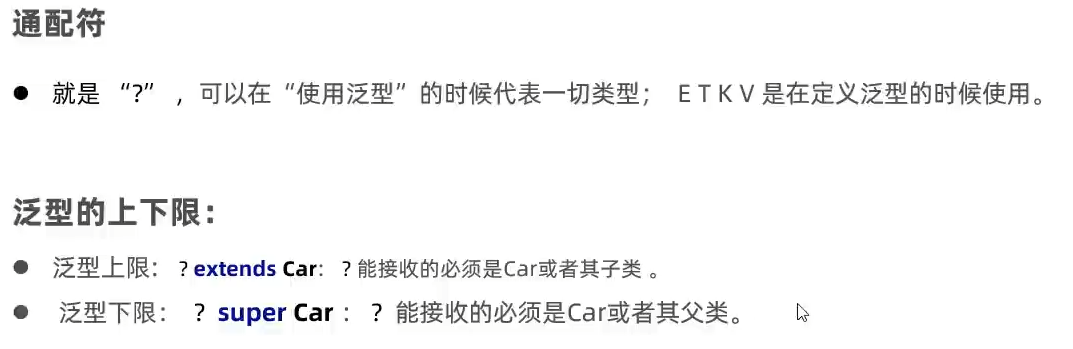 通配符
● 就是 “?” ，可以在“使用泛型”的时候代表一切类型； E T K V 是在定义泛型的时候使用。
泛型的上下限：
● 泛型上限： ? extends Car： ? 能接收的必须是Car或者其子类 。
● 泛型下限： ? super Car ： ? 能接收的必须是Car或者其父类。